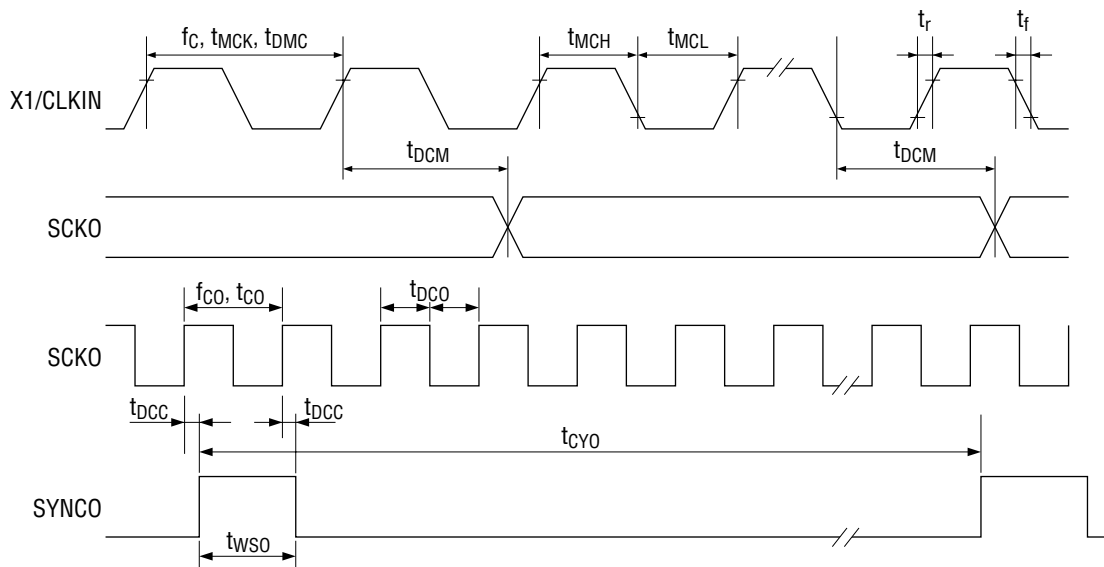 fC, tMCK, tDMC
tMCH
tMCL
tr
tf
X1/CLKIN
tDCM
tDCM
SCKO
fCO, tCO
tDCO
SCKO
tDCC
tDCC
tCYO
SYNCO
tWSO